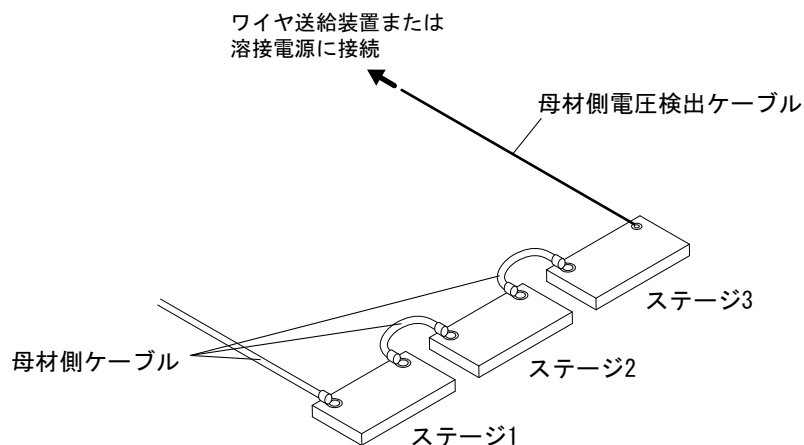 ワイヤ送給装置または
溶接電源に接続
母材側電圧検出ケーブル
ステージ3
ステージ2
母材側ケーブル
ステージ1